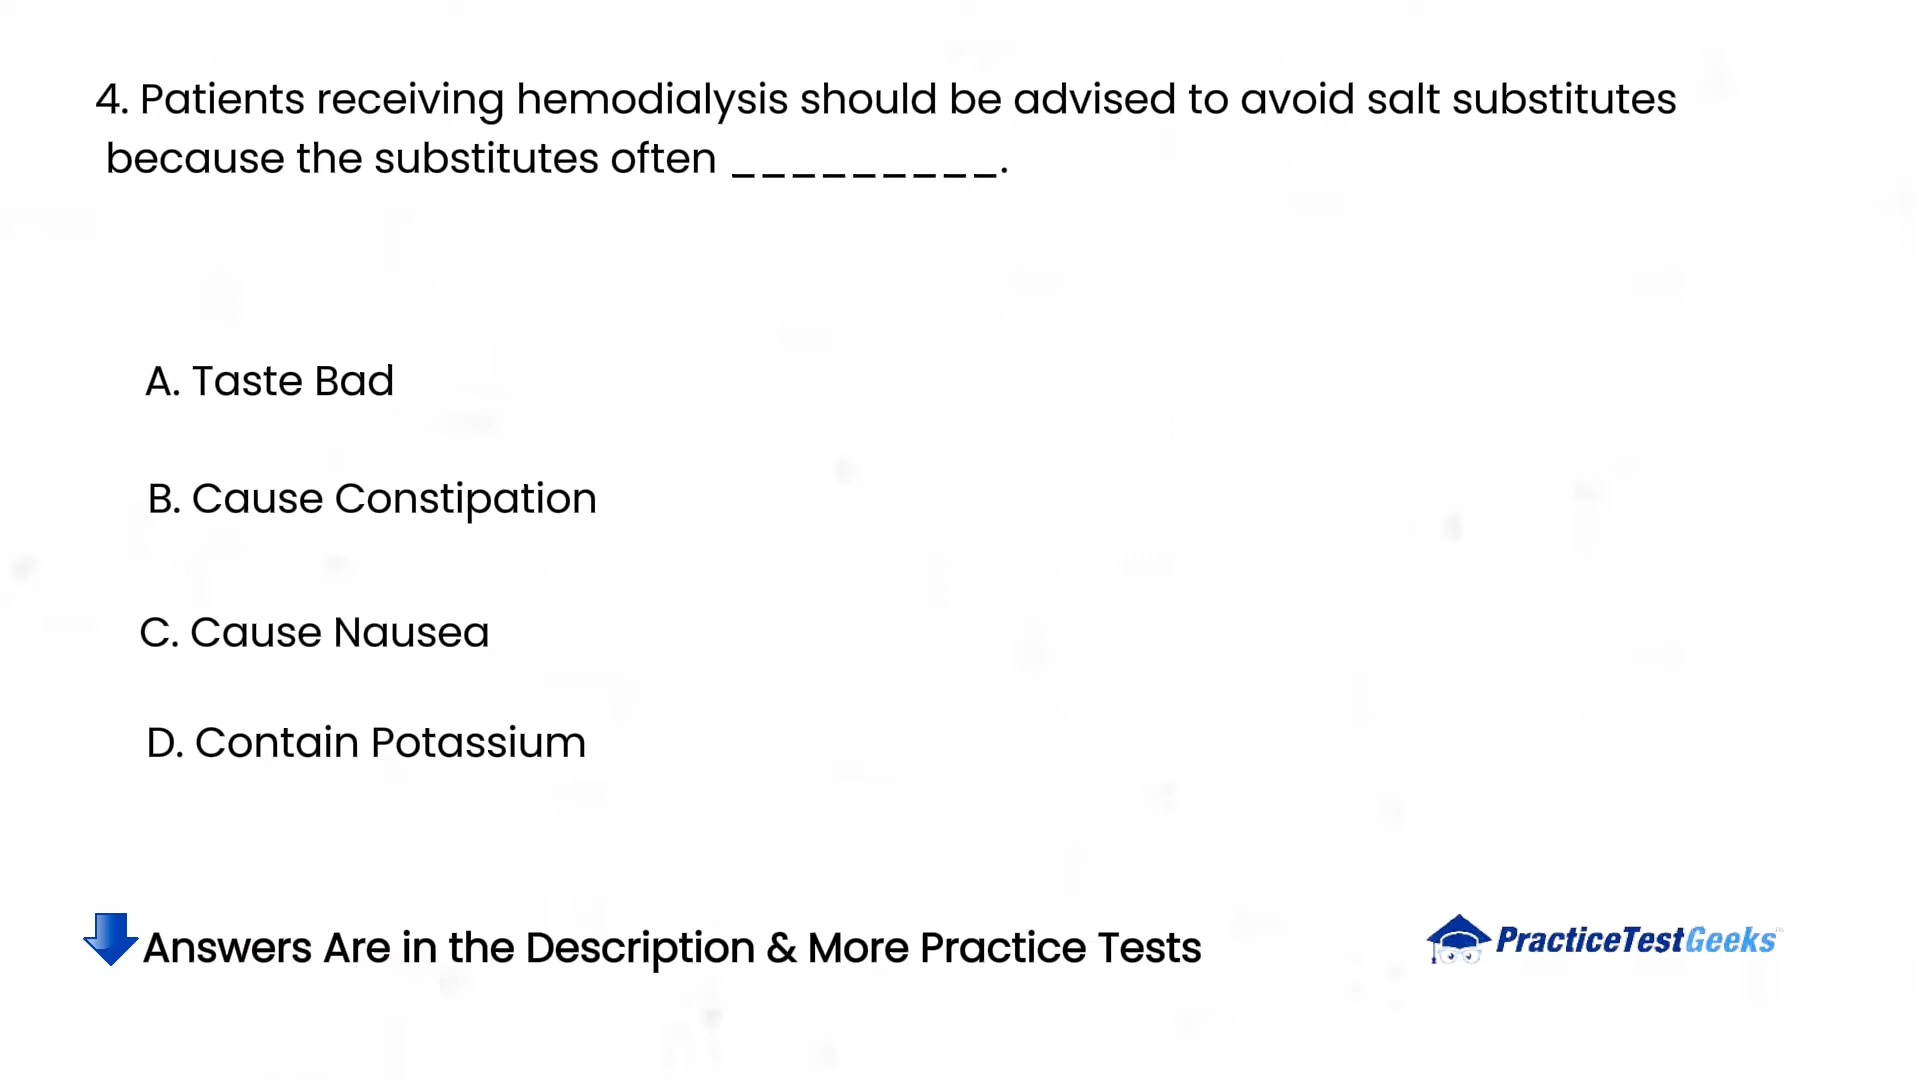 4. Patients receiving hemodialysis should be advised to avoid salt substitutes
because the substitutes often _________.
A. Taste Bad
B. Cause Constipation
C. Cause Nausea
D. Contain Potassium
Answers Are in the Description & More Practice Tests
PracticeTestGeeks